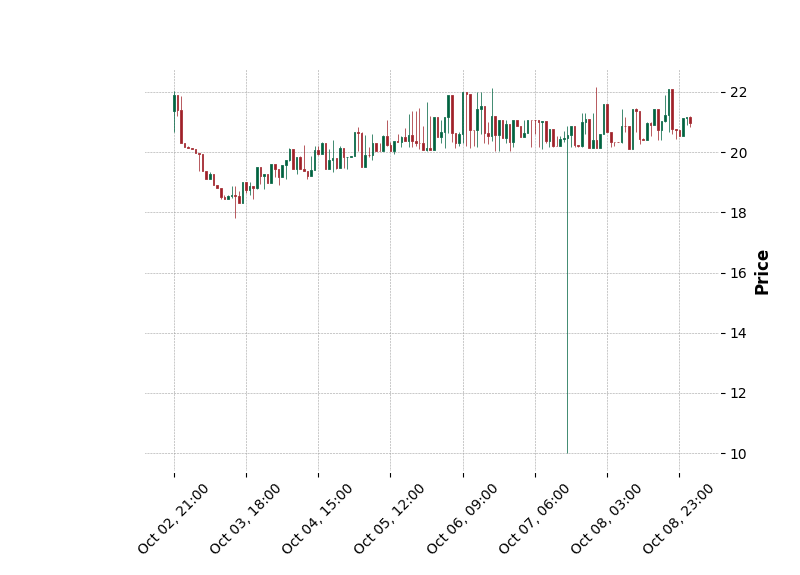 22
20
18
16
14
12
10
Price
Oct 02, 21:00
Oct 03, 18:00
Oct 04, 15:00
Oct 05, 12:00
Oct 06, 09:00
Oct 07, 06:00
Oct 08, 03:00
Oct 08, 23:00